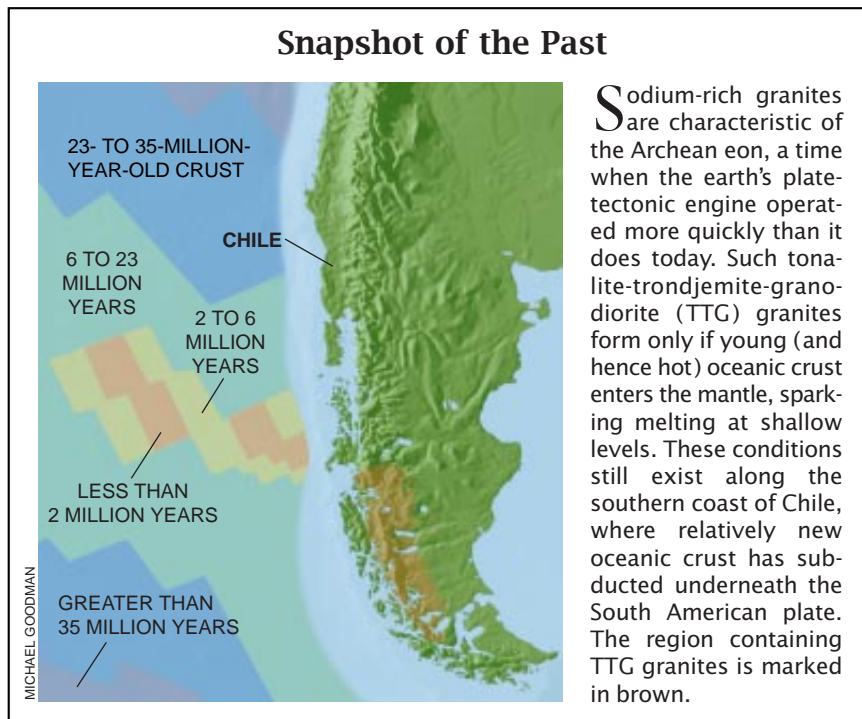 Snapshot of the Past
23- TO 35-MILLION-
YEAR-OLD CRUST
CHILE
6 TO 23
MILLION
YEARS
2 TO 6
MILLION
YEARS
LESS THAN
2 MILLION YEARS
GREATER THAN
35 MILLION YEARS
MICHAEL GOODMAN
Sodium-rich granites
are characteristic of
the Archean eon, a time
when the earth's plate-
tectonic engine operat-
ed more quickly than it
does today. Such tona-
lite-trondjemite-grano-
diorite (TTG) granites
form only if young (and
hence hot) oceanic crust
enters the mantle, spark-
ing melting at shallow
levels. These conditions
still exist along the
southern coast of Chile,
where relatively new
oceanic crust has sub-
ducted underneath the
South American plate.
The region containing
TTG granites is marked
in brown.